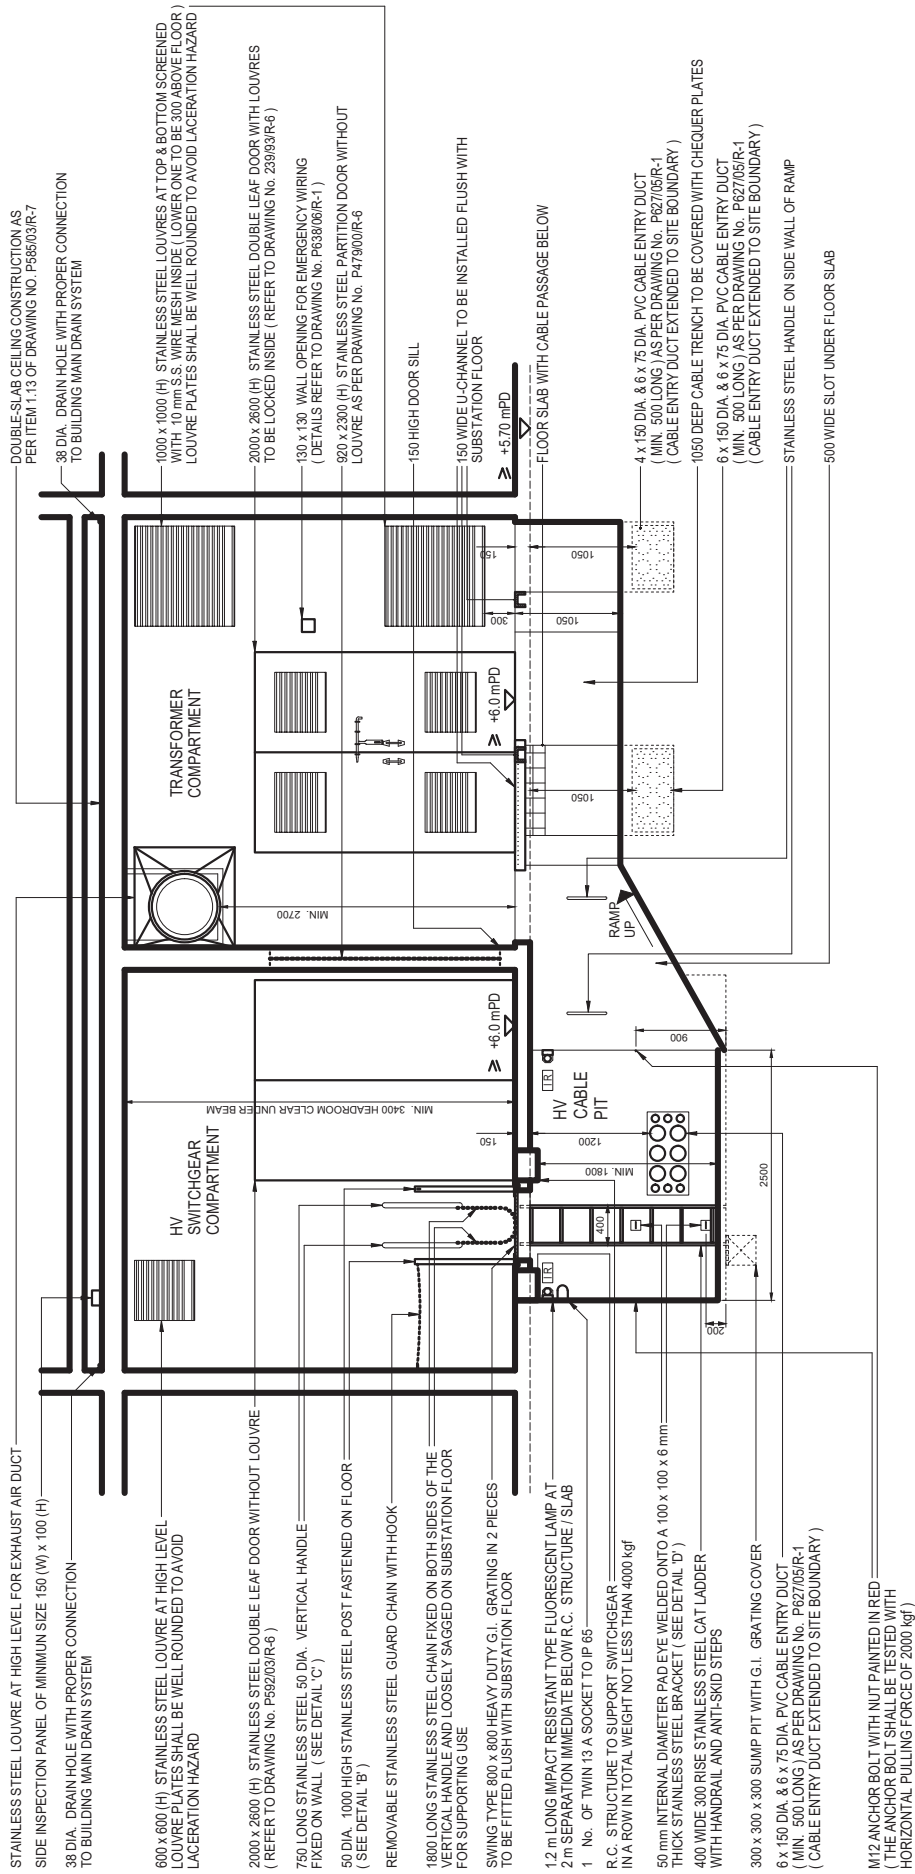 STAINLESS STEEL LOUVRE AT HIGH LEVEL FOR EXHAUST AIR DUCT
SIDE INSPECTION PANEL OF MINIMUN SIZE 150 (W) x 100 (H)
38 DIA. DRAIN HOLE WITH PROPER CONNECTION
TO BUILDING MAIN DRAIN SYSTEM
600 x 600 (H) STAINLESS STEEL LOUVRE AT HIGH LEVEL
LOUVRE PLATES SHALL BE WELL ROUNDED TO AVOID
LACERATION HAZARD
2000 x 2600 (H) STAINLESS STEEL DOUBLE LEAF DOOR WITHOUT LOUVRE
( REFER TO DRAWING No. P592/03/R-6 )
750 LONG STAINLESS STEEL 50 DIA. VERTICAL HANDLE
FIXED ON WALL ( SEE DETAIL 'C')
50 DIA. 1000 HIGH STAINLESS STEEL POST FASTENED ON FLOOR
( SEE DETAIL 'B')
REMOVABLE STAINLESS STEEL GUARD CHAIN WITH HOOK
1800 LONG STAINLESS STEEL CHAIN FIXED ON BOTH SIDES OF THE
VERTICAL HANDLE AND LOOSELY SAGGED ON SUBSTATION FLOOR
FOR SUPPORTING USE
SWING TYPE 800 x 800 HEAVY DUTY G.I. GRATING IN 2 PIECES
TO BE FITTED FLUSH WITH SUBSTATION FLOOR
1.2 m LONG IMPACT RESISTANT TYPE FLUORESCENT LAMP AT
2 m SEPARATION IMMEDIATE BELOW R.C. STRUCTURE / SLAB
1 No. OF TWIN 13 A SOCKET TO IP 65
R.C. STRUCTURE TO SUPPORT SWITCHGEAR
IN A ROW IN TOTAL WEIGHT NOT LESS THAN 4000 kgf
50 mm INTERNAL DIAMETER PAD EYE WELDED ONTO A 100 x 100 x 6 mm
THICK STAINLESS STEEL BRACKET ( SEE DETAIL 'D')
400 WIDE 300 RISE STAINLESS STEEL CAT LADDER
WITH HANDRAIL AND ANTI-SKID STEPS
300 x 300 x 300 SUMP PIT WITH G.I. GRATING COVER
6 x 150 DIA. & 6 x 75 DIA. PVC CABLE ENTRY DUCT
( MIN. 500 LONG ) AS PER DRAWING No. P627/05/R-1
( CABLE ENTRY DUCT EXTENDED TO SITE BOUNDARY )
M12 ANCHOR BOLT WITH NUT PAINTED IN RED
( THE ANCHOR BOLT SHALL BE TESTED WITH
HORIZONTAL PULLING FORCE OF 2000 kgf )
HV
SWITCHGEAR
COMPARTMENT
MIN. 3400 HEADROOM CLEAR UNDER BEAM
≥ +6.0 mPD
150
HV
CABLE
PIT
I R
I R
1200
MIN. 1800
400
200
2500
900
RAMP
UP
TRANSFORMER
COMPARTMENT
MIN. 2700
≥ +6.0 mPD
300
150
1050
1050
1050
≥ +5.70 mPD
DOUBLE-SLAB CEILING CONSTRUCTION AS
PER ITEM 1.13 OF DRAWING NO. P585/03/R-7
38 DIA. DRAIN HOLE WITH PROPER CONNECTION
TO BUILDING MAIN DRAIN SYSTEM
1000 x 1000 (H) STAINLESS STEEL LOUVRES AT TOP & BOTTOM SCREENED
WITH 10 mm S.S. WIRE MESH INSIDE ( LOWER ONE TO BE 300 ABOVE FLOOR )
LOUVRE PLATES SHALL BE WELL ROUNDED TO AVOID LACERATION HAZARD
2000 x 2600 (H) STAINLESS STEEL DOUBLE LEAF DOOR WITH LOUVRES
TO BE LOCKED INSIDE ( REFER TO DRAWING No. 239/93/R-6 )
130 x 130 WALL OPENING FOR EMERGENCY WIRING
( DETAILS REFER TO DRAWING No. P638/06/R-1 )
920 x 2300 (H) STAINLESS STEEL PARTITION DOOR WITHOUT
LOUVRE AS PER DRAWING No. P479/00/R-6
150 HIGH DOOR SILL
150 WIDE U-CHANNEL TO BE INSTALLED FLUSH WITH
SUBSTATION FLOOR
FLOOR SLAB WITH CABLE PASSAGE BELOW
4 x 150 DIA. & 6 x 75 DIA. PVC CABLE ENTRY DUCT
( MIN. 500 LONG ) AS PER DRAWING No. P627/05/R-1
( CABLE ENTRY DUCT EXTENDED TO SITE BOUNDARY )
1050 DEEP CABLE TRENCH TO BE COVERED WITH CHEQUER PLATES
6 x 150 DIA. & 6 x 75 DIA. PVC CABLE ENTRY DUCT
( MIN. 500 LONG ) AS PER DRAWING No. P627/05/R-1
( CABLE ENTRY DUCT EXTENDED TO SITE BOUNDARY )
STAINLESS STEEL HANDLE ON SIDE WALL OF RAMP
500 WIDE SLOT UNDER FLOOR SLAB